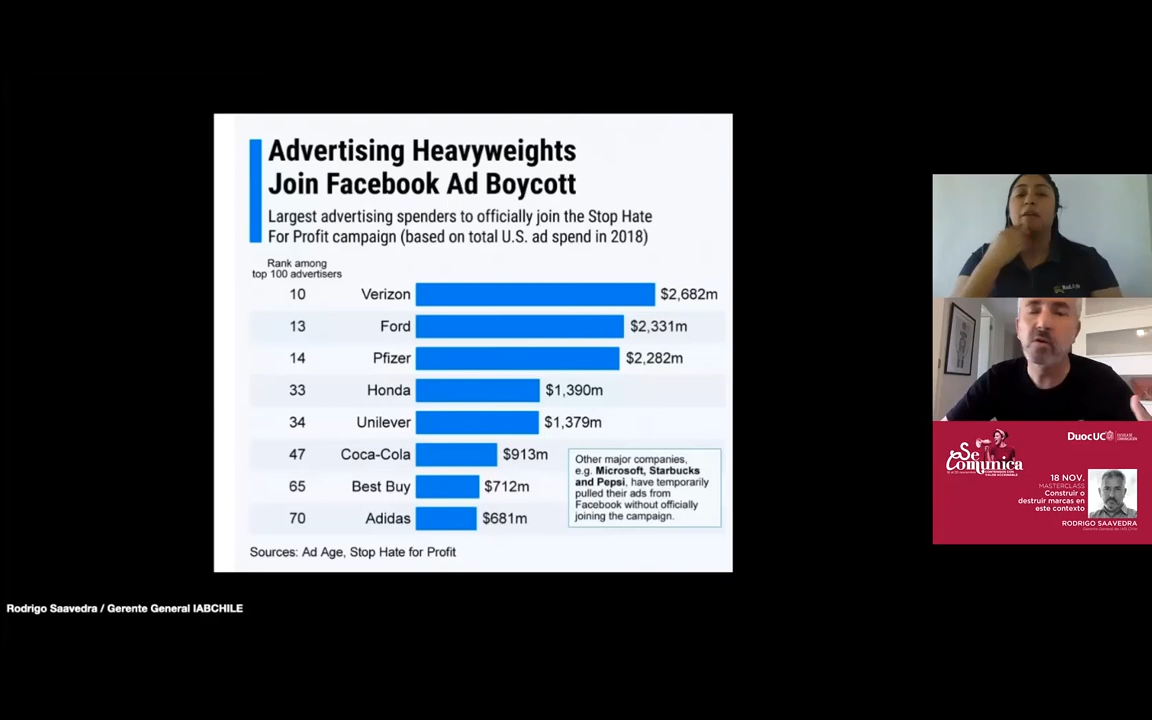 Advertising Heavyweights
Join Facebook Ad Boycott
Largest advertising spenders to officially join the Stop Hate
For Profit campaign (based on total U.S. ad spend in 2018)
Rank among
top 100 advertisers
10 Verizon $2,682m
13 Ford $2,331m
14 Pfizer $2,282m
33 Honda $1,390m
34 Unilever $1,379m
47 Coca-Cola $913m
65 Best Buy $712m
70 Adidas $681m
Other major companies,
e.g. Microsoft, Starbucks
and Pepsi, have temporarily
pulled their ads from
Facebook without officially
joining the campaign.
Sources: Ad Age, Stop Hate for Profit
Rodrigo Saavedra / Gerente General IABCHILE
Se
Comunica
DuocUC
18 NOV.
MASTERCLASS
Construir o
destruir marcas en
este contexto
RODRIGO SAAVEDRA